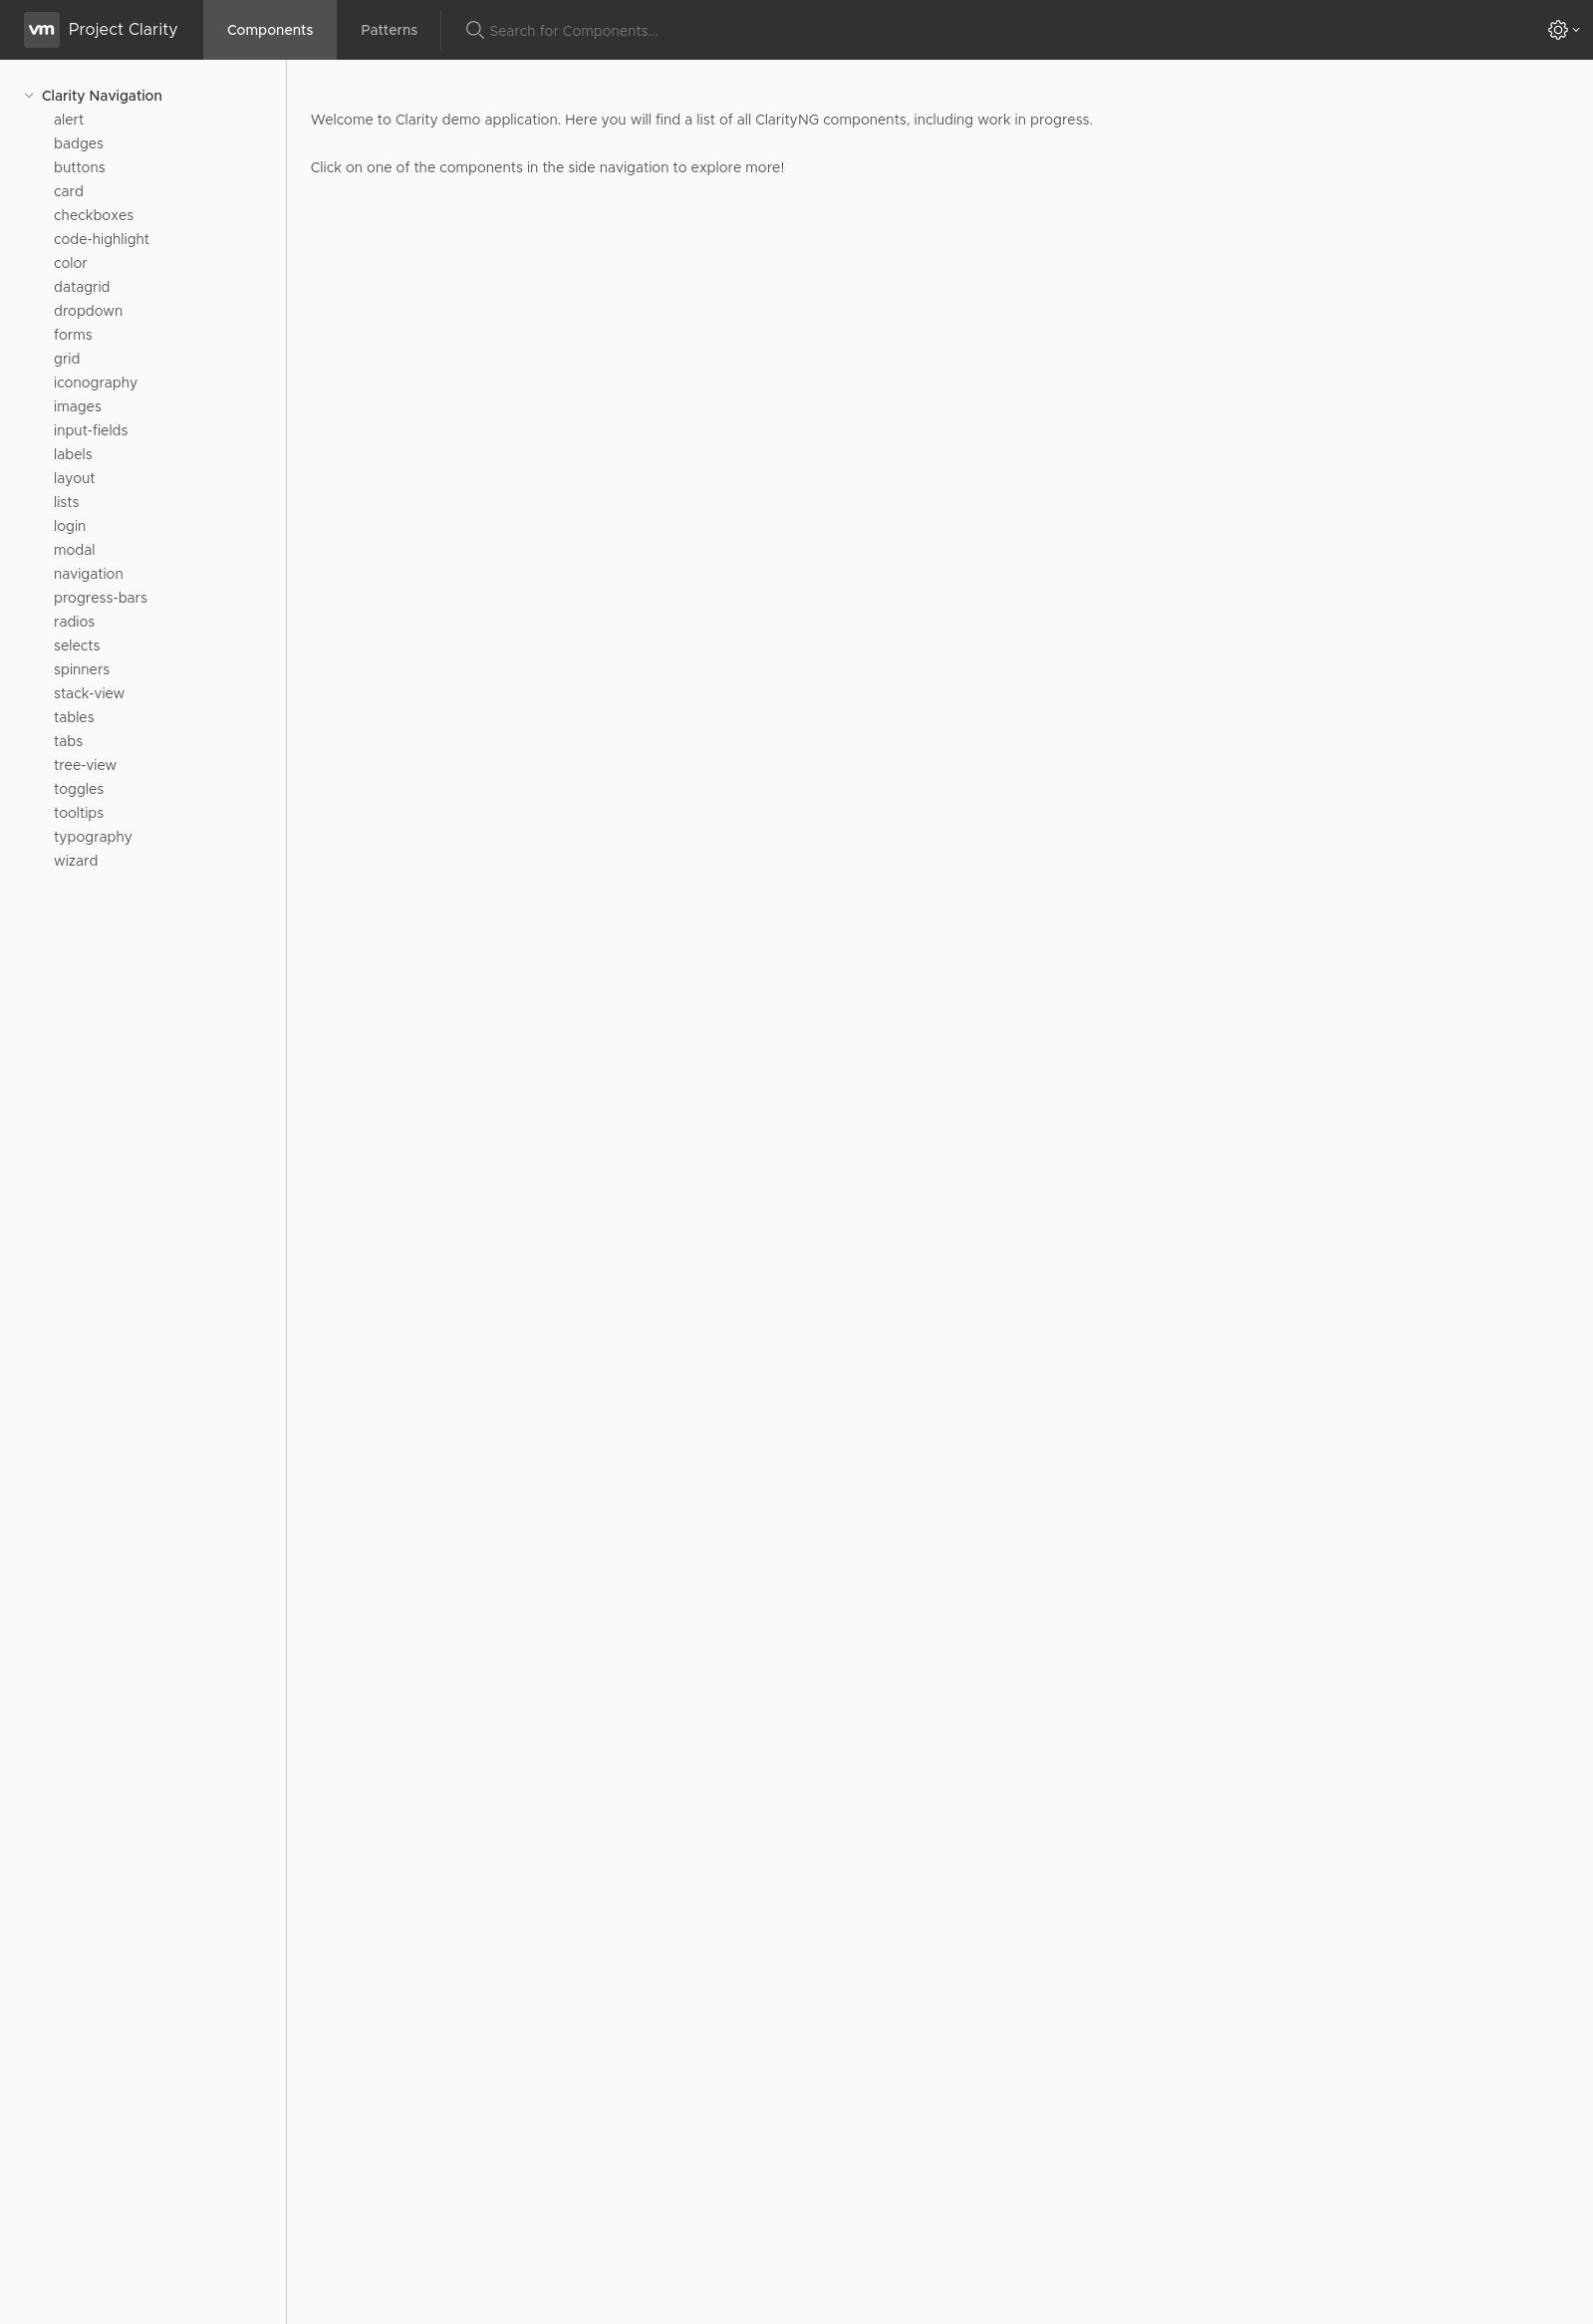 vm Project Clarity Components Patterns Search for Components...
Clarity Navigation
alert
badges
buttons
card
checkboxes
code-highlight
color
datagrid
dropdown
forms
grid
iconography
images
input-fields
labels
layout
lists
login
modal
navigation
progress-bars
radios
selects
spinners
stack-view
tables
tabs
tree-view
toggles
tooltips
typography
wizard
Welcome to Clarity demo application. Here you will find a list of all ClarityNG components, including work in progress.
Click on one of the components in the side navigation to explore more!